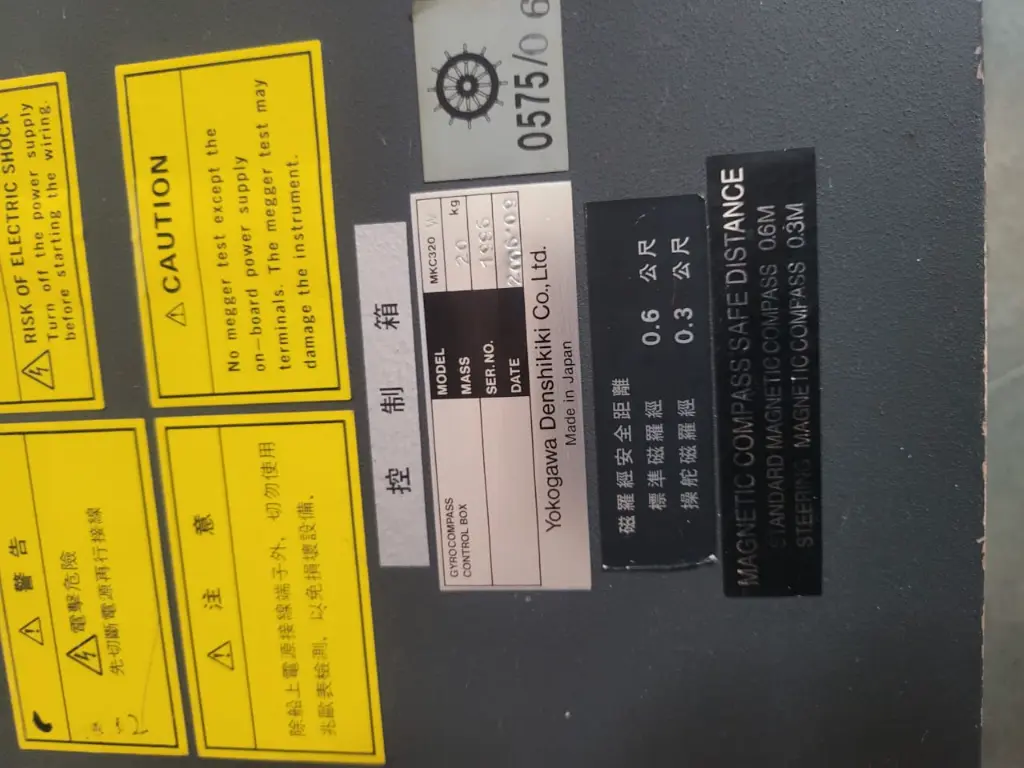 RISK OF ELECTRIC SHOCK
Turn off the power supply
before starting the wiring.
⚠ CAUTION
No megger test except the
on-board power supply
terminals. The megger test may
damage the instrument.
⚠ 警告
電擊危險
先切斷電源再行接線
⚠ 注意
除船上電源接線端子外，切勿使用
兆歐表檢測，以免損壞設備．
控制箱
0575/06
GYROCOMPASS
CONTROL BOX
MODEL MKC320 W
MASS 20 kg
SER.NO. 1996
DATE
Yokogawa Denshikiki Co., Ltd.
Made in Japan
磁羅經安全距離
標準磁羅經 0.6 公尺
操舵磁羅經 0.3 公尺
MAGNETIC COMPASS SAFE DISTANCE
STANDARD MAGNETIC COMPASS 0.6M
STEERING MAGNETIC COMPASS 0.3M